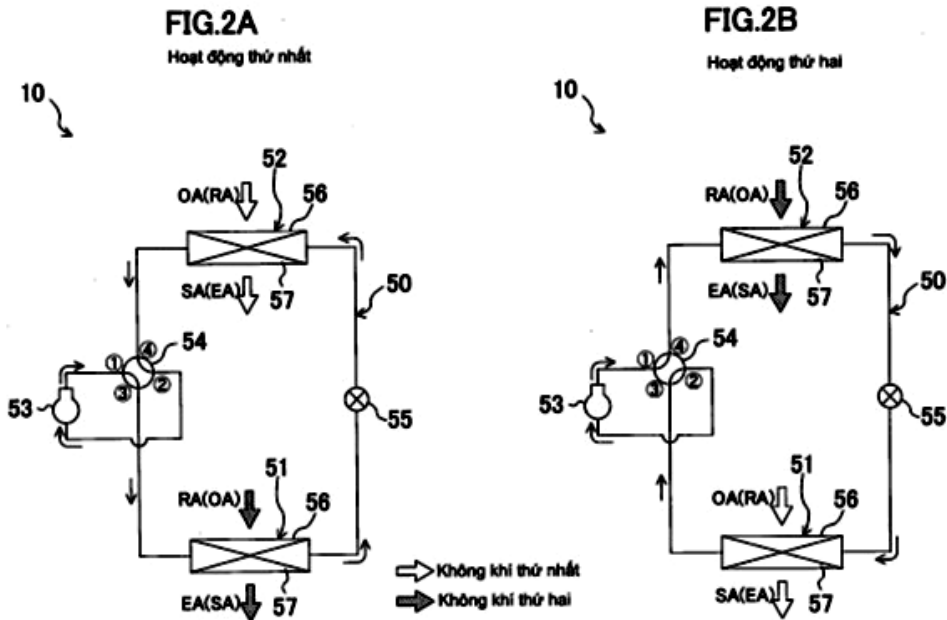 FIG.2A
Hoạt động thứ nhất
10
52
OA(RA)
56
SA(EA)
57
50
54
① ④
③ ②
53
55
51
RA(OA)
56
57
EA(SA)
FIG.2B
Hoạt động thứ hai
10
52
RA(OA)
56
EA(SA)
57
50
54
① ④
③ ②
53
55
51
OA(RA)
56
57
SA(EA)
Không khí thứ nhất
Không khí thứ hai